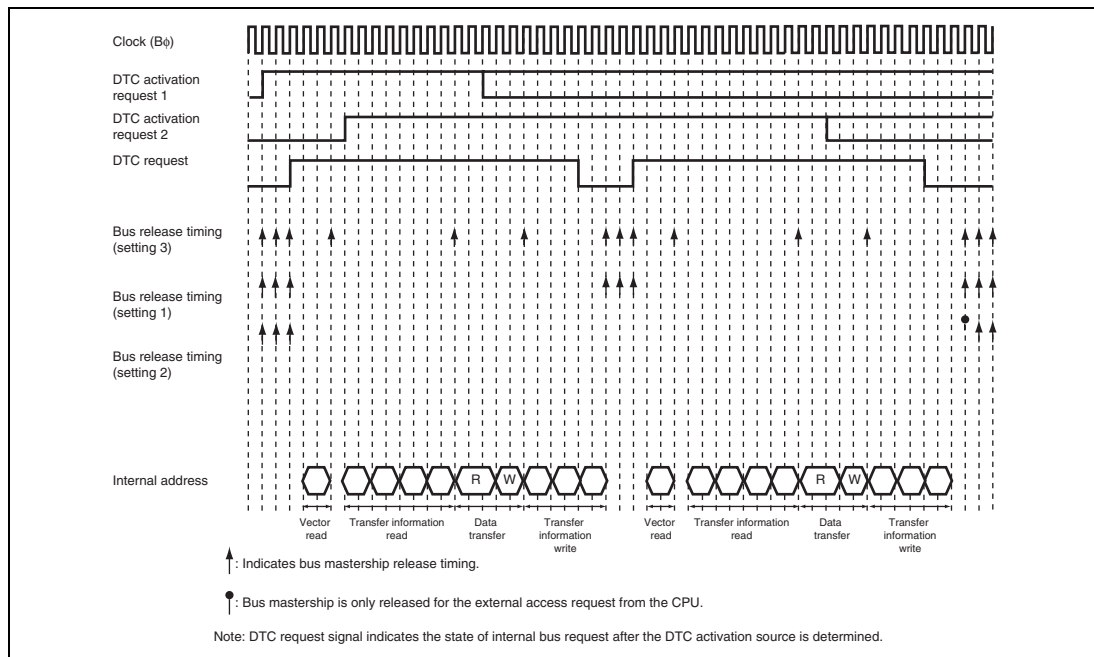 Clock (Bϕ)
DTC activation
request 1
DTC activation
request 2
DTC request
Bus release timing
(setting 3)
Bus release timing
(setting 1)
Bus release timing
(setting 2)
Internal address
R
W
R
W
Vector
read
Transfer information
read
Data
transfer
Transfer
information
write
Vector
read
Transfer information
read
Data
transfer
Transfer
information
write
: Indicates bus mastership release timing.
: Bus mastership is only released for the external access request from the CPU.
Note: DTC request signal indicates the state of internal bus request after the DTC activation source is determined.